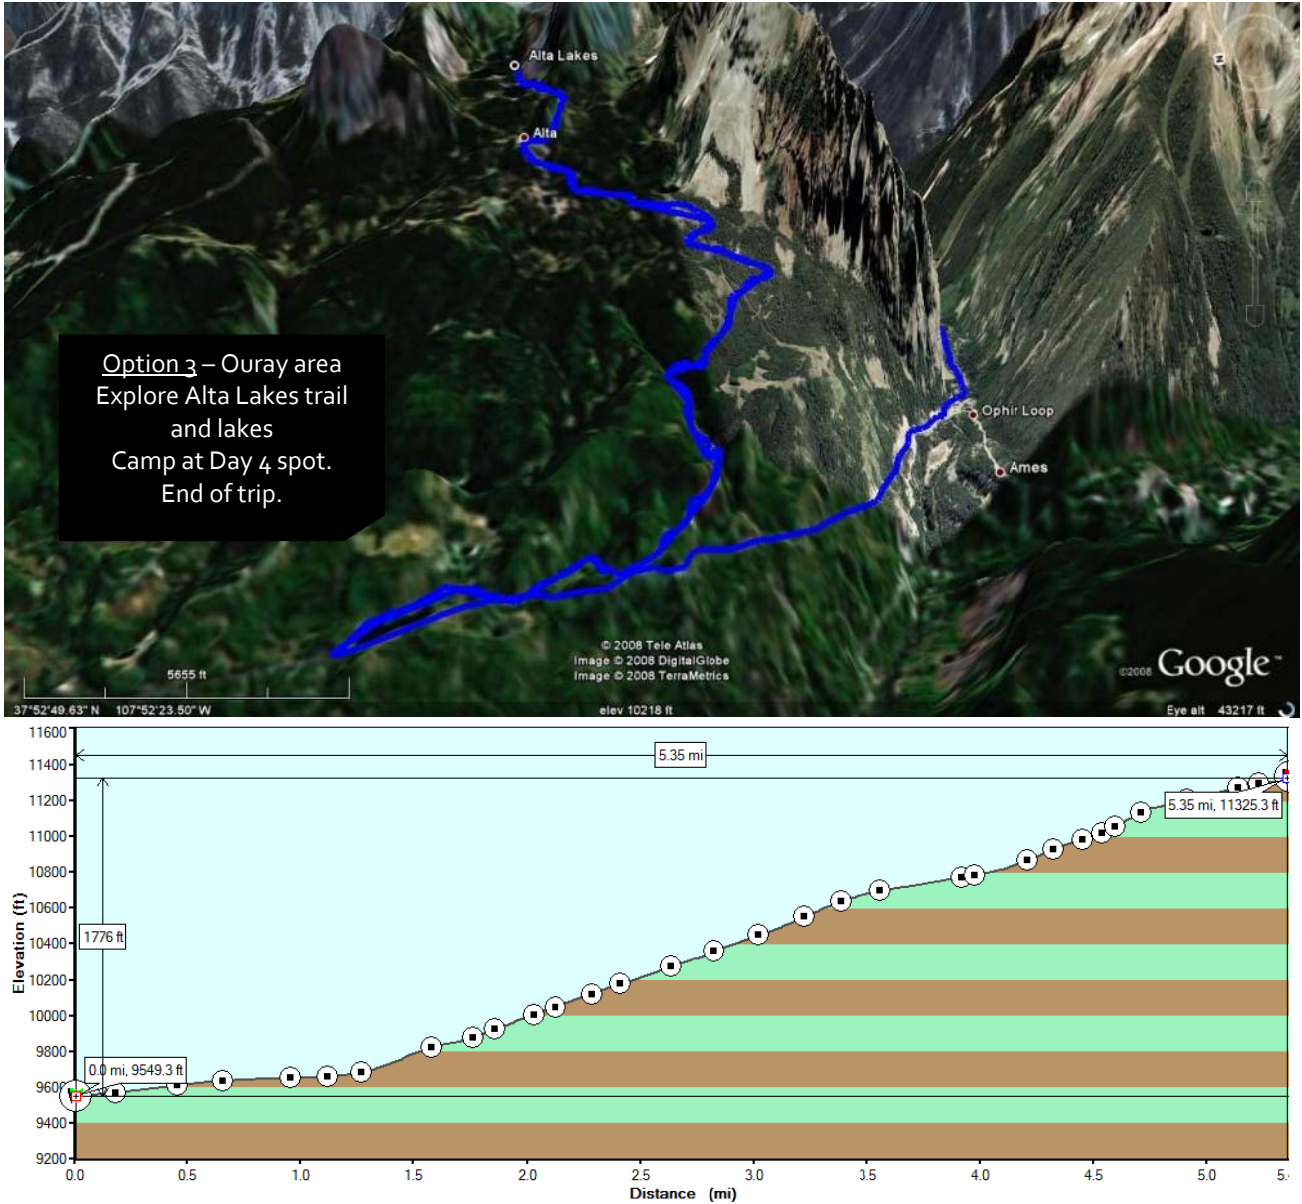 Alta Lakes
Alta
N
Option 3 – Ouray area
Explore Alta Lakes trail
and lakes
Camp at Day 4 spot.
End of trip.
Ophir Loop
Ames
© 2008 Tele Atlas
Image © 2008 DigitalGlobe
Image © 2008 TerraMetrics
©2008 Google™
5655 ft
37°52'49.63" N 107°52'23.50" W
elev 10218 ft
Eye alt 43217 ft
11600
11400
11200
11000
10800
10600
10400
10200
10000
9800
9600
9400
9200
Elevation (ft)
5.35 mi
5.35 mi, 11325.3 ft
1776 ft
0.0 mi, 9549.3 ft
0.0 0.5 1.0 1.5 2.0 2.5 3.0 3.5 4.0 4.5 5.0
Distance (mi)